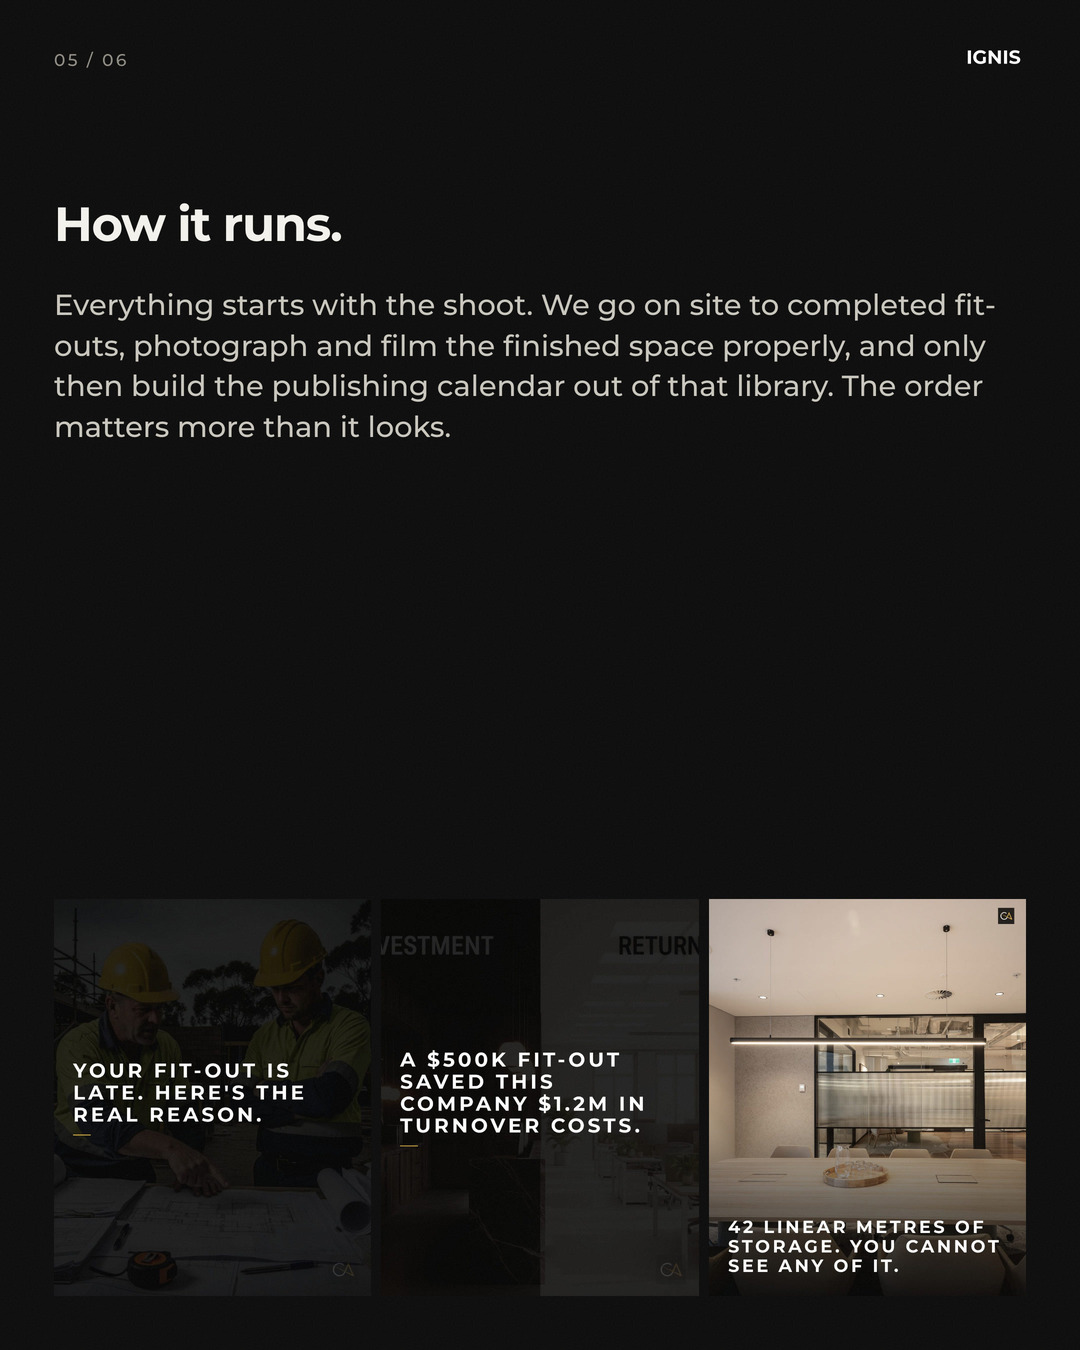 05 / 06
IGNIS
How it runs.
Everything starts with the shoot. We go on site to completed fit-
outs, photograph and film the finished space properly, and only
then build the publishing calendar out of that library. The order
matters more than it looks.
YOUR FIT-OUT IS
LATE. HERE'S THE
REAL REASON.
CA
VESTMENT
RETURN
A $500K FIT-OUT
SAVED THIS
COMPANY $1.2M IN
TURNOVER COSTS.
CA
CA
42 LINEAR METRES OF
STORAGE. YOU CANNOT
SEE ANY OF IT.